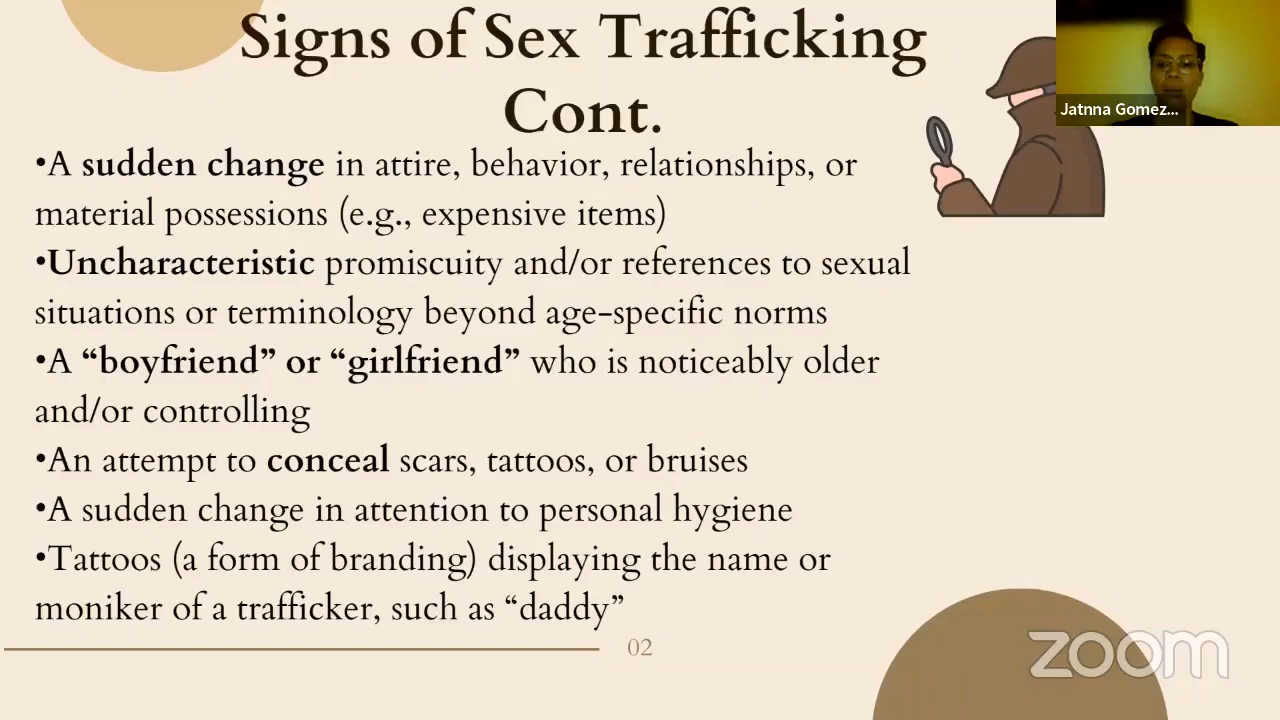 Signs of Sex Trafficking
Cont.
Jatnna Gomez...
•A sudden change in attire, behavior, relationships, or
material possessions (e.g., expensive items)
•Uncharacteristic promiscuity and/or references to sexual
situations or terminology beyond age-specific norms
•A “boyfriend” or “girlfriend” who is noticeably older
and/or controlling
•An attempt to conceal scars, tattoos, or bruises
•A sudden change in attention to personal hygiene
•Tattoos (a form of branding) displaying the name or
moniker of a trafficker, such as “daddy”
02
zoom